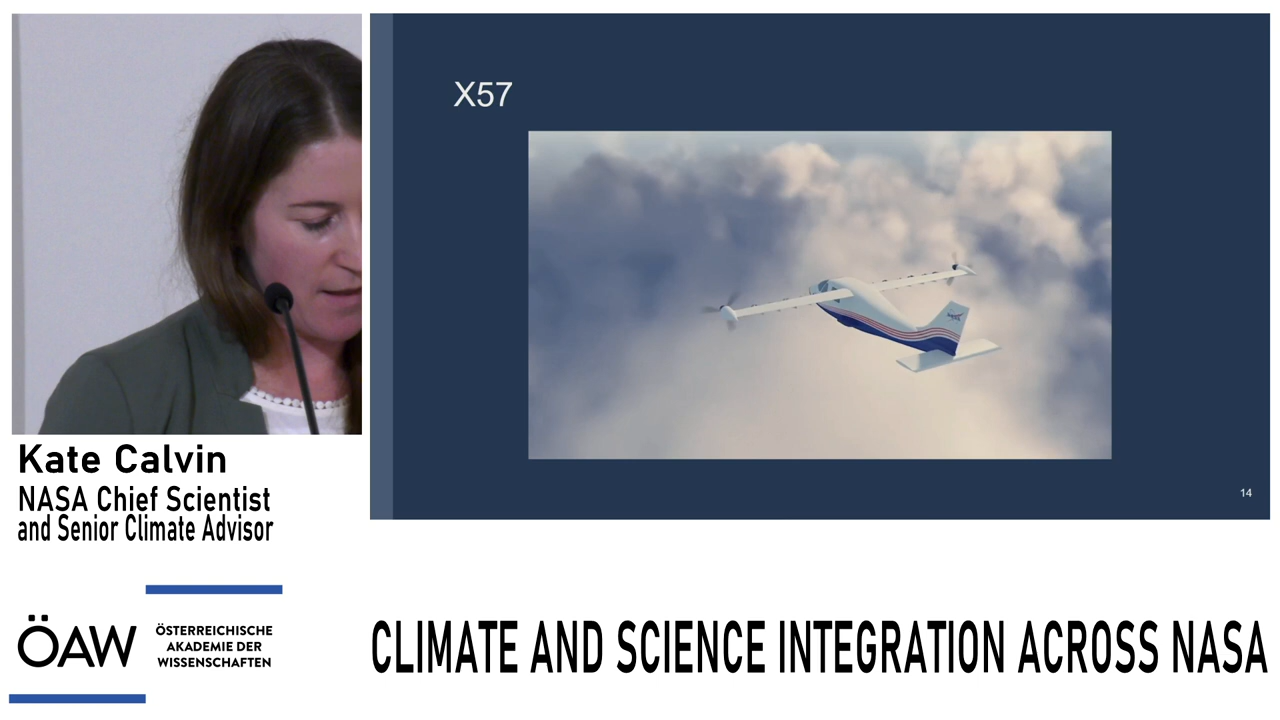 X57
14
Kate Calvin
NASA Chief Scientist
and Senior Climate Advisor
ÖAW
ÖSTERREICHISCHE
AKADEMIE DER
WISSENSCHAFTEN
CLIMATE AND SCIENCE INTEGRATION ACROSS NASA